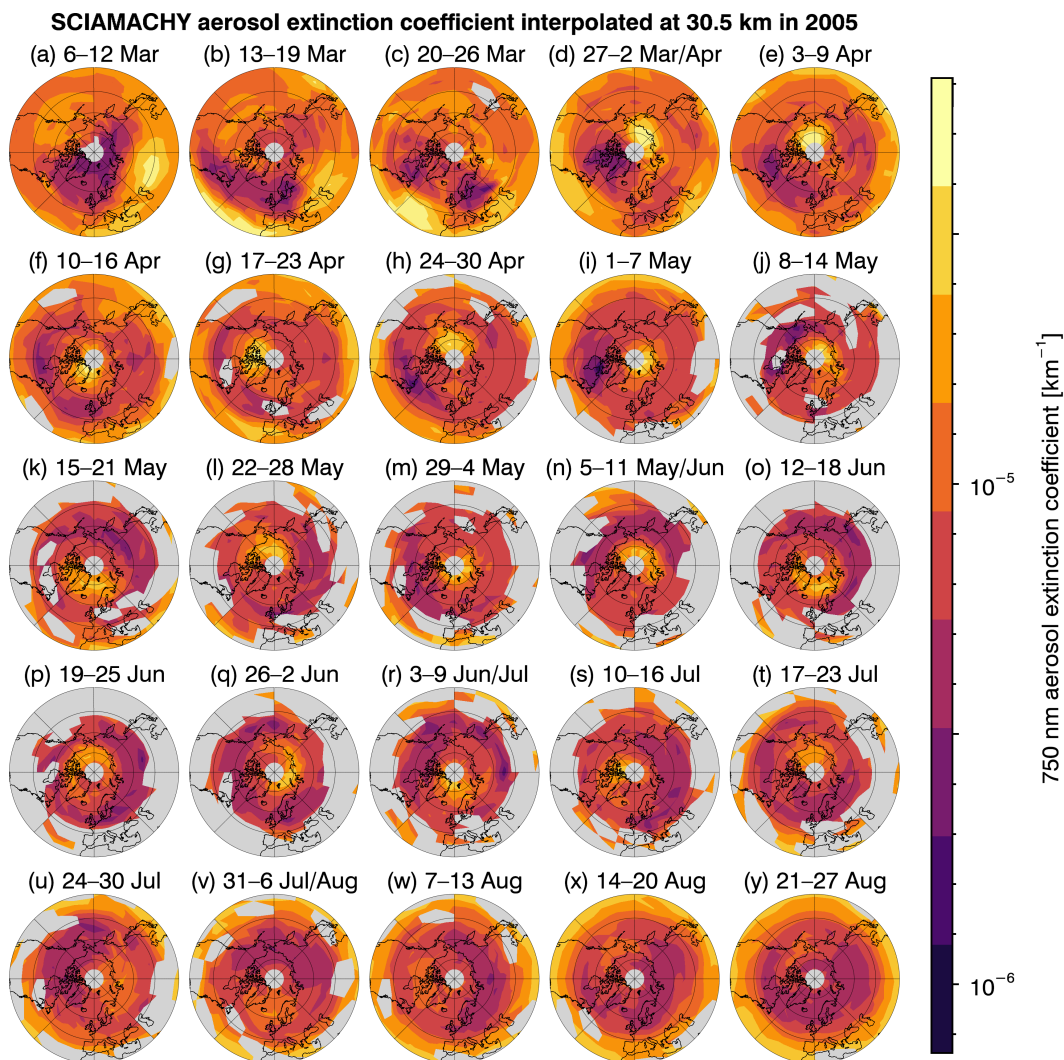 SCIAMACHY aerosol extinction coefficient interpolated at 30.5 km in 2005
(a) 6–12 Mar
(b) 13–19 Mar
(c) 20–26 Mar
(d) 27–2 Mar/Apr
(e) 3–9 Apr
(f) 10–16 Apr
(g) 17–23 Apr
(h) 24–30 Apr
(i) 1–7 May
(j) 8–14 May
(k) 15–21 May
(l) 22–28 May
(m) 29–4 May
(n) 5–11 May/Jun
(o) 12–18 Jun
(p) 19–25 Jun
(q) 26–2 Jun
(r) 3–9 Jun/Jul
(s) 10–16 Jul
(t) 17–23 Jul
(u) 24–30 Jul
(v) 31–6 Jul/Aug
(w) 7–13 Aug
(x) 14–20 Aug
(y) 21–27 Aug
10⁻⁵
10⁻⁶
750 nm aerosol extinction coefficient [km⁻¹]